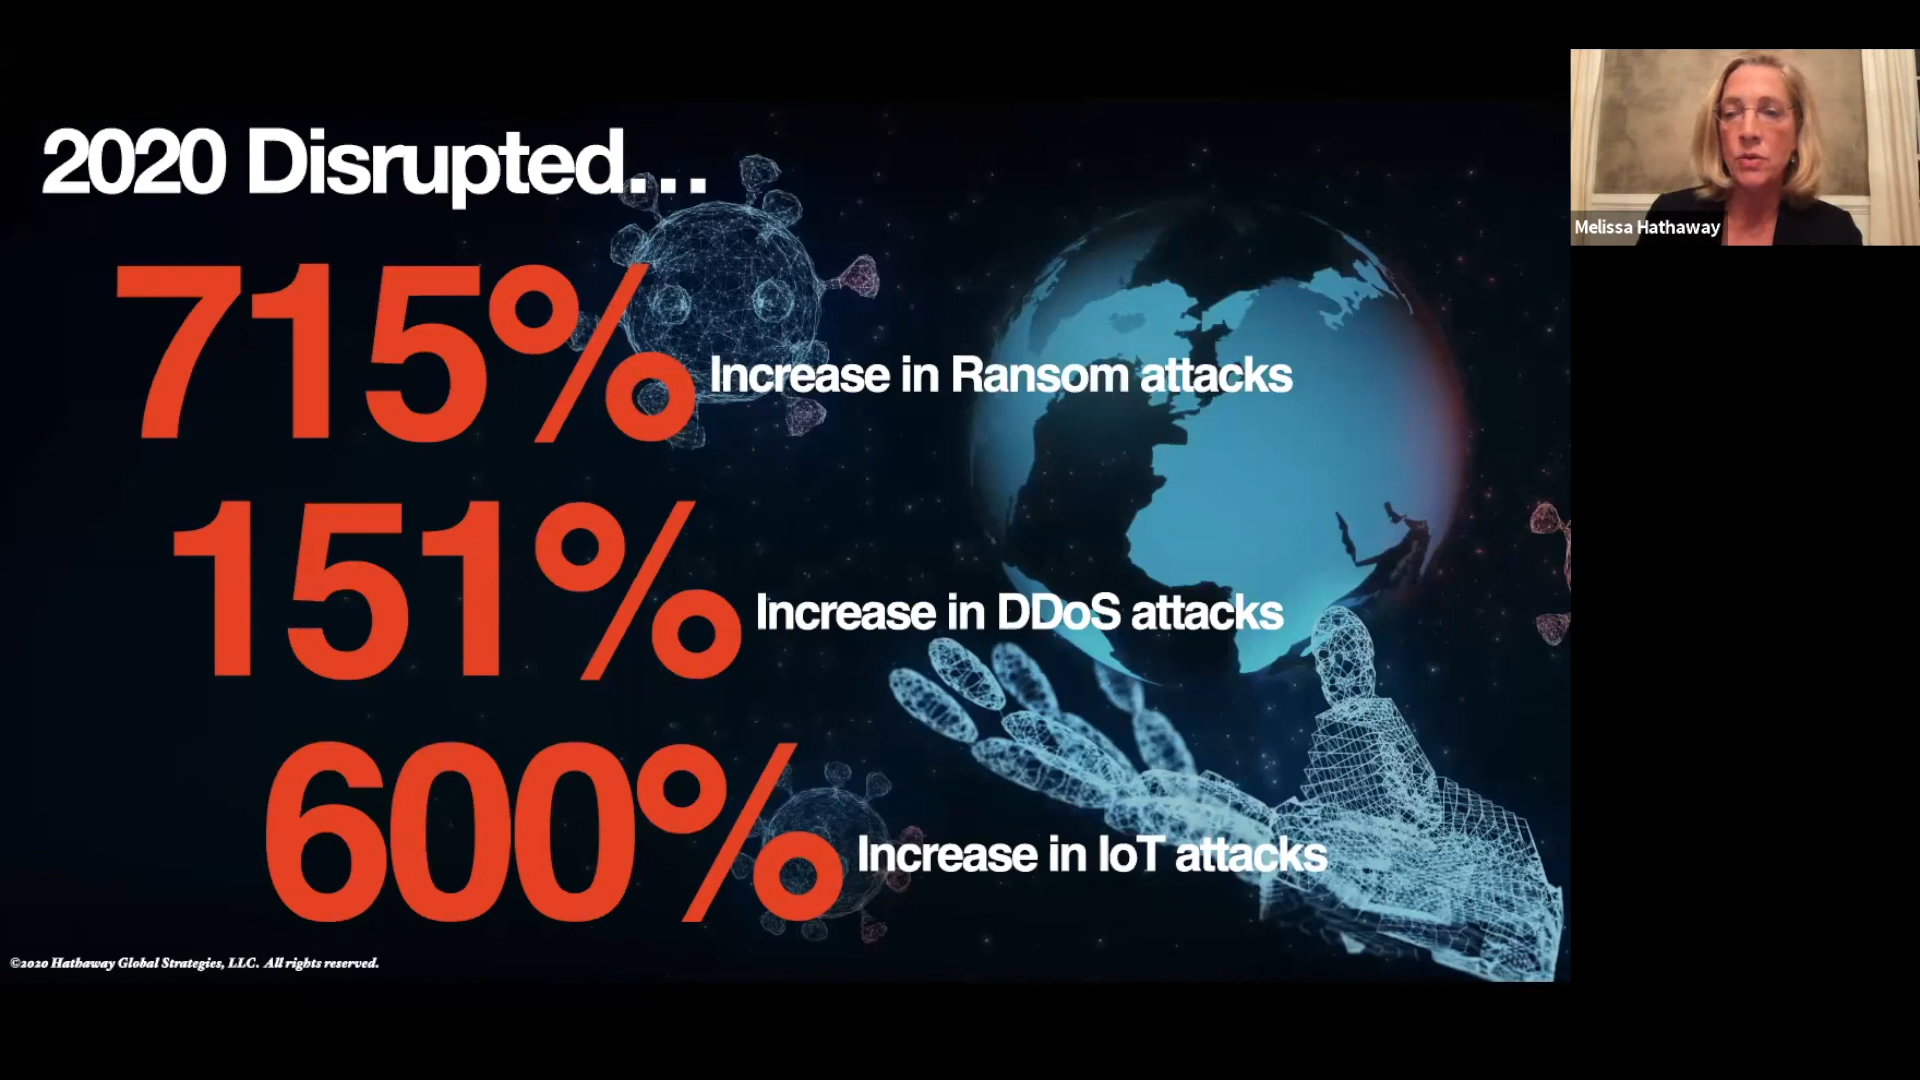 2020 Disrupted...
715% Increase in Ransom attacks
151% Increase in DDoS attacks
600% Increase in IoT attacks
©2020 Hathaway Global Strategies, LLC. All rights reserved.
Melissa Hathaway